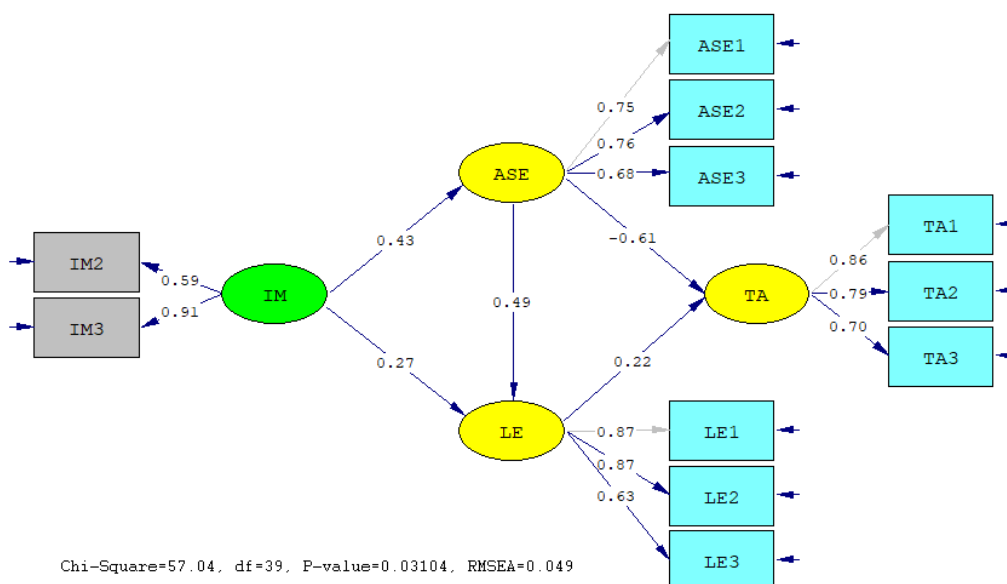 ASE1
0.75
ASE2
0.76
ASE
ASE3
0.68
TA1
0.43
-0.61
0.86
IM2
0.59
IM
TA
0.79
TA2
0.49
IM3
0.91
0.70
TA3
0.27
0.22
LE
0.87
LE1
0.87
LE2
0.63
LE3
Chi-Square=57.04, df=39, P-value=0.03104, RMSEA=0.049